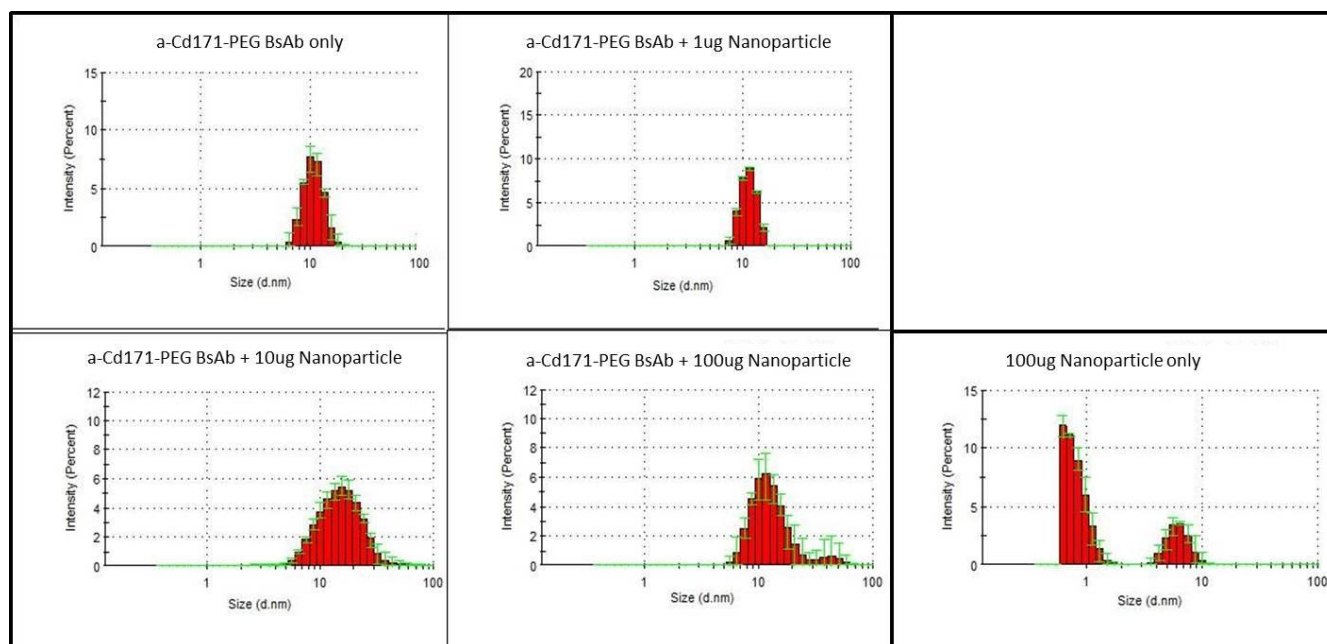 a-Cd171-PEG BsAb only
15
10
5
0
Intensity (Percent)
1
10
100
Size (d.nm)
a-Cd171-PEG BsAb + 1ug Nanoparticle
20
15
10
5
0
Intensity (Percent)
1
10
100
Size (d.nm)
a-Cd171-PEG BsAb + 10ug Nanoparticle
12
10
8
6
4
2
0
Intensity (Percent)
1
10
100
Size (d.nm)
a-Cd171-PEG BsAb + 100ug Nanoparticle
12
10
8
6
4
2
0
Intensity (Percent)
1
10
100
Size (d.nm)
100ug Nanoparticle only
15
10
5
0
Intensity (Percent)
1
10
100
Size (d.nm)